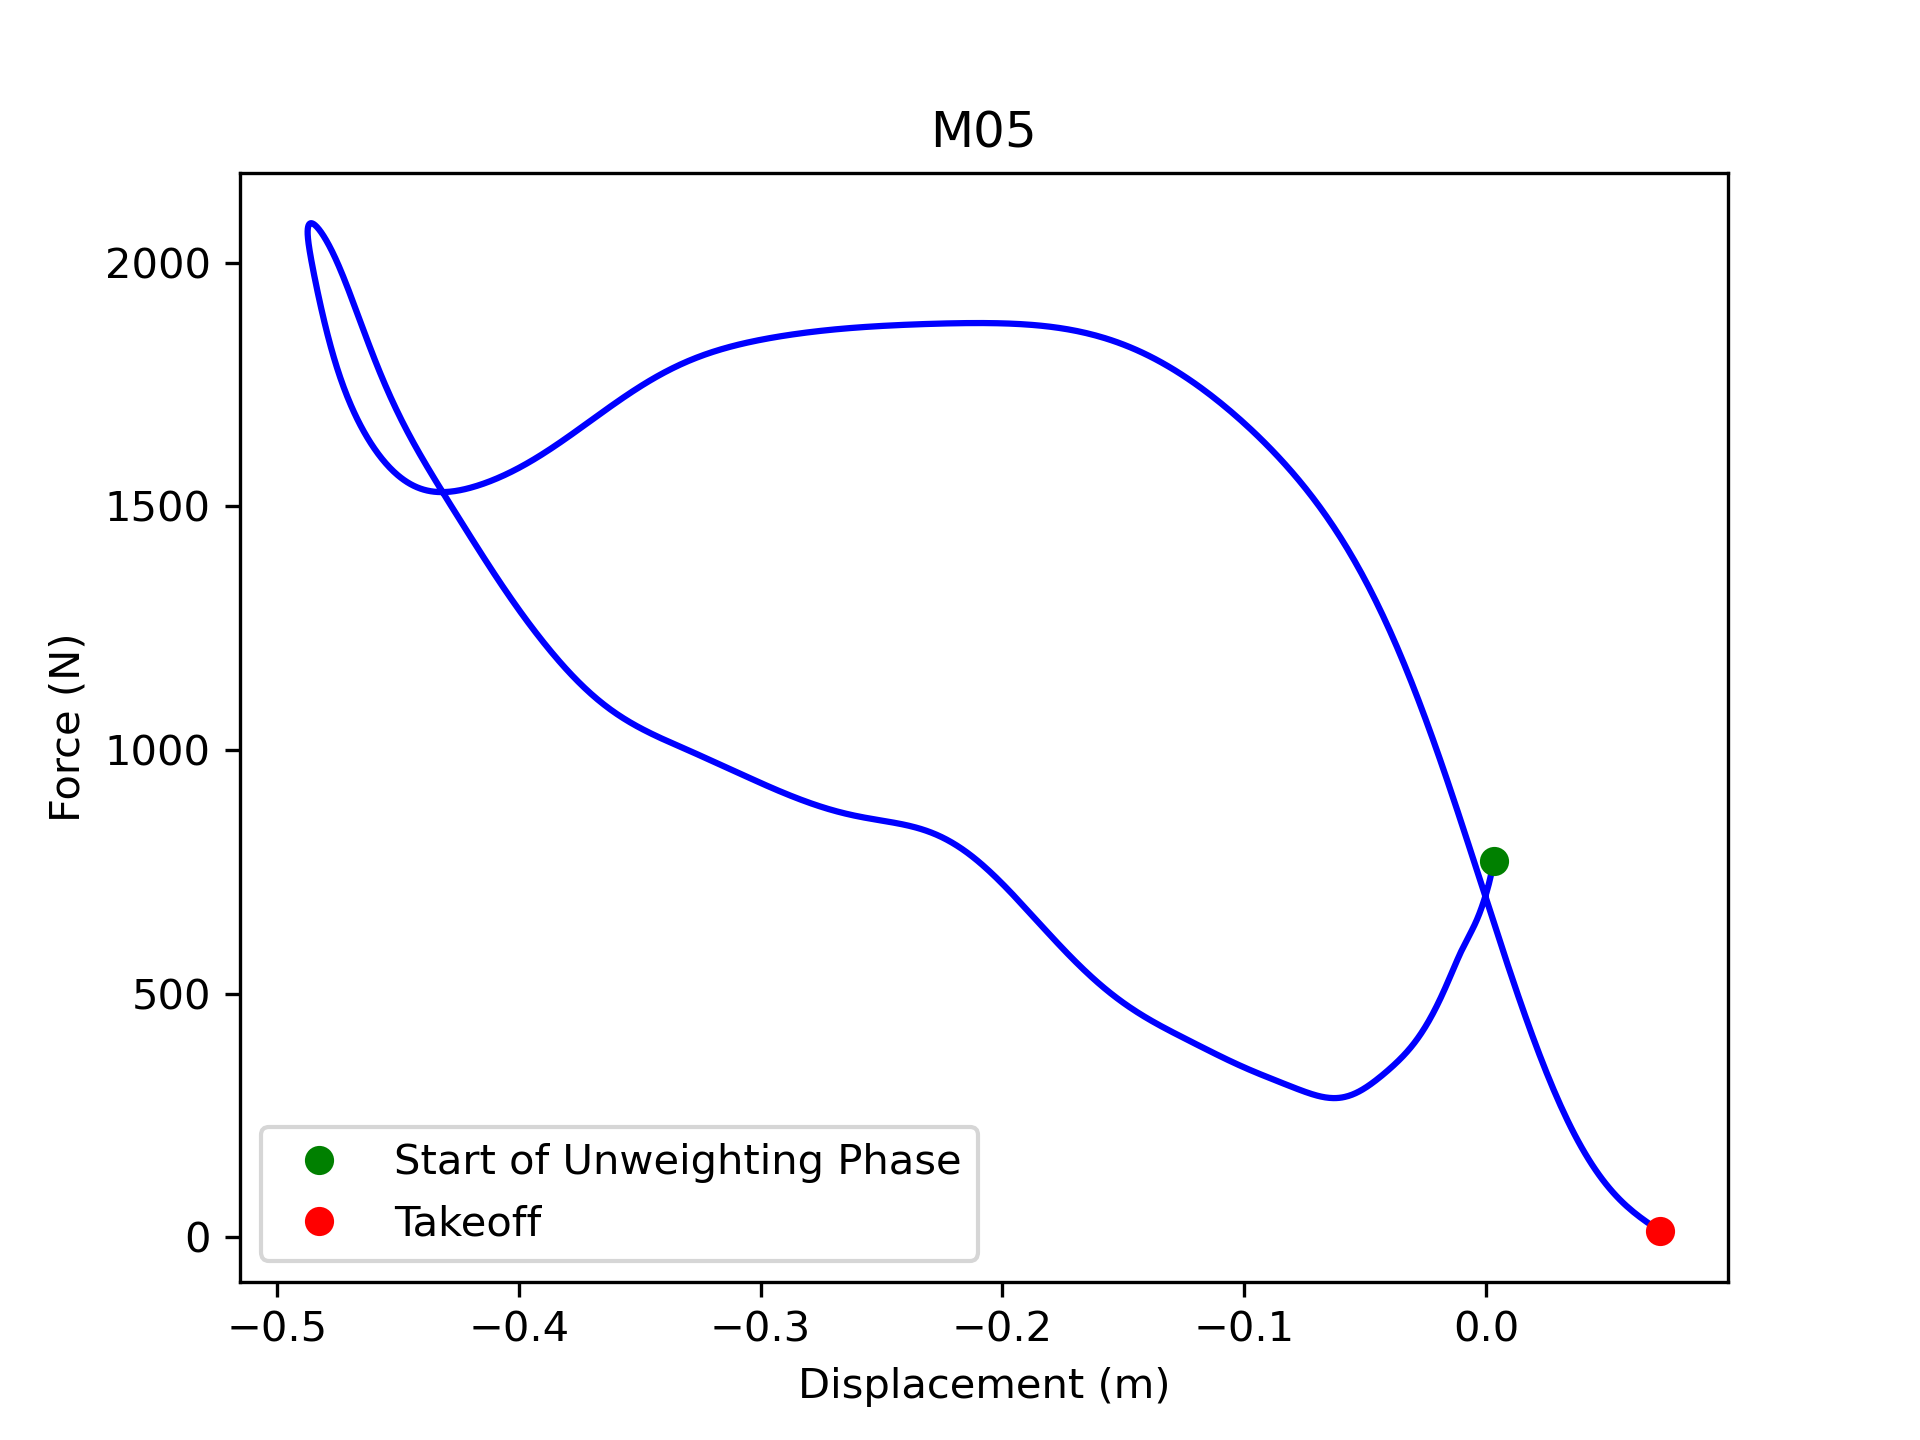 M05
2000
1500
1000
500
0
Force (N)
−0.5 −0.4 −0.3 −0.2 −0.1 0.0
Displacement (m)
Start of Unweighting Phase
Takeoff